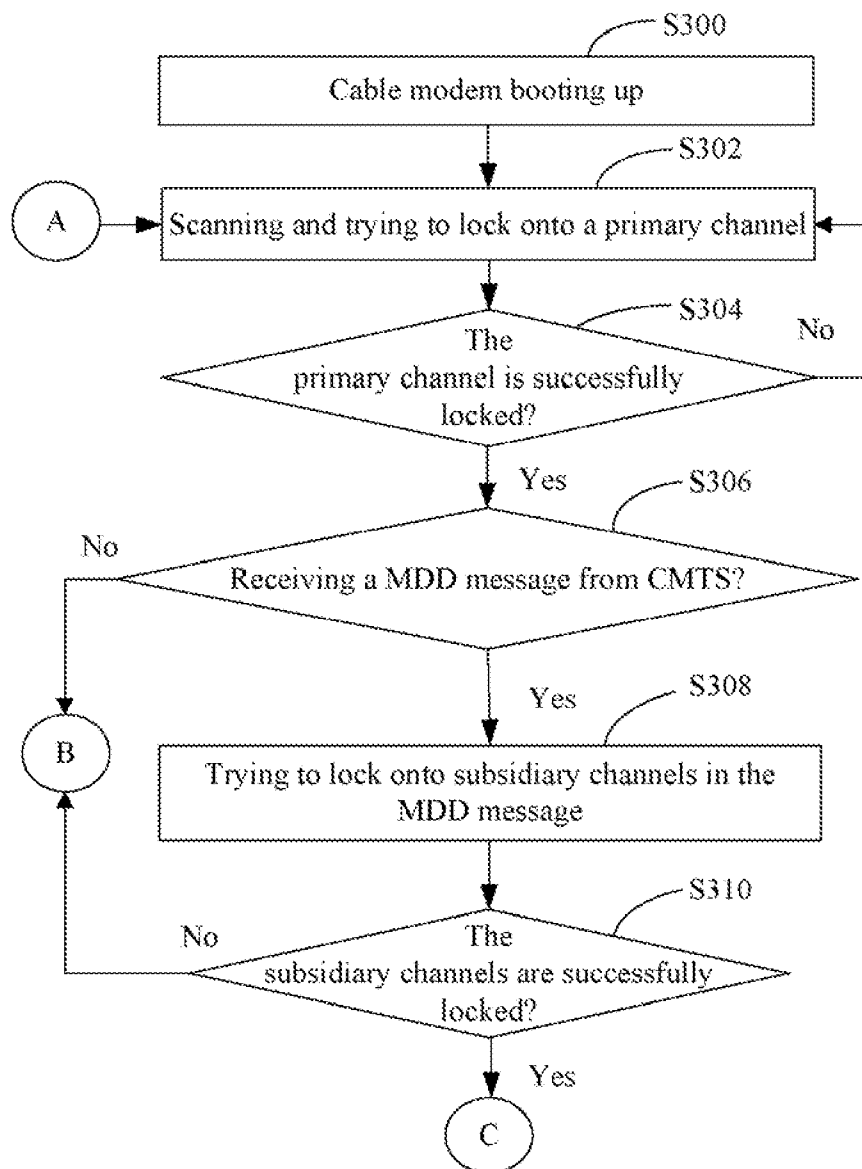 S300
Cable modem booting up
S302
A
Scanning and trying to lock onto a primary channel
S304
No
The
primary channel is successfully
locked?
Yes
S306
No
Receiving a MDD message from CMTS?
Yes
S308
B
Trying to lock onto subsidiary channels in the
MDD message
S310
No
The
subsidiary channels are successfully
locked?
Yes
C